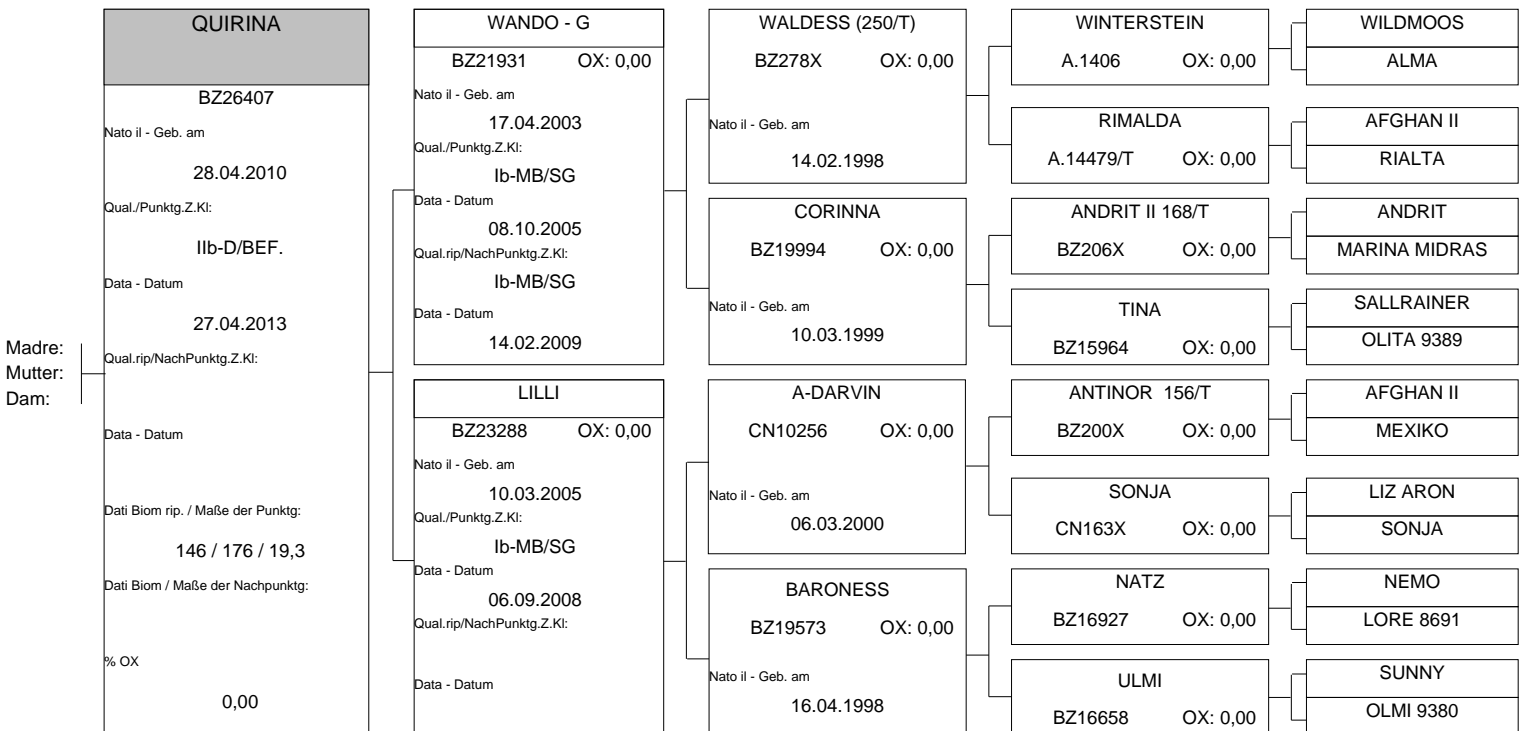 Madre:
Mutter:
Dam:
QUIRINA
BZ26407
Nato il - Geb. am
28.04.2010
Qual./Punktg.Z.Kl:
IIb-D/BEF.
Data - Datum
27.04.2013
Qual.rip/NachPunktg.Z.Kl:
Data - Datum
Dati Biom rip. / Maße der Punktg:
146 / 176 / 19,3
Dati Biom / Maße der Nachpunktg:
% OX
0,00
WANDO - G
BZ21931 OX: 0,00
Nato il - Geb. am
17.04.2003
Qual./Punktg.Z.Kl:
Ib-MB/SG
Data - Datum
08.10.2005
Qual.rip/NachPunktg.Z.Kl:
Ib-MB/SG
Data - Datum
14.02.2009
LILLI
BZ23288 OX: 0,00
Nato il - Geb. am
10.03.2005
Qual./Punktg.Z.Kl:
Ib-MB/SG
Data - Datum
06.09.2008
Qual.rip/NachPunktg.Z.Kl:
Data - Datum
WALDESS (250/T)
BZ278X OX: 0,00
Nato il - Geb. am
14.02.1998
CORINNA
BZ19994 OX: 0,00
Nato il - Geb. am
10.03.1999
A-DARVIN
CN10256 OX: 0,00
Nato il - Geb. am
06.03.2000
BARONESS
BZ19573 OX: 0,00
Nato il - Geb. am
16.04.1998
WINTERSTEIN
A.1406 OX: 0,00
RIMALDA
A.14479/T OX: 0,00
ANDRIT II 168/T
BZ206X OX: 0,00
TINA
BZ15964 OX: 0,00
ANTINOR 156/T
BZ200X OX: 0,00
SONJA
CN163X OX: 0,00
NATZ
BZ16927 OX: 0,00
ULMI
BZ16658 OX: 0,00
WILDMOOS
ALMA
AFGHAN II
RIALTA
ANDRIT
MARINA MIDRAS
SALLRAINER
OLITA 9389
AFGHAN II
MEXIKO
LIZ ARON
SONJA
NEMO
LORE 8691
SUNNY
OLMI 9380